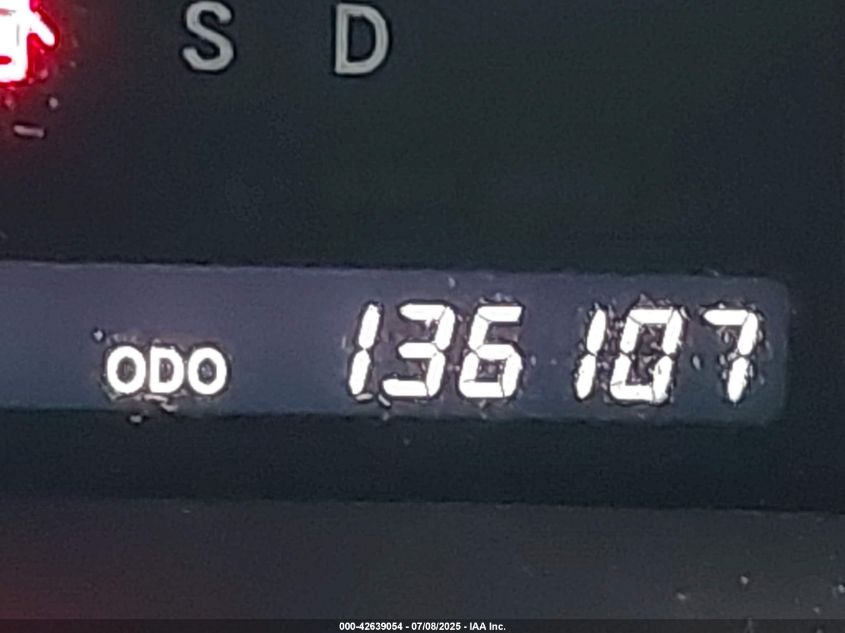 S D
ODO 136107
000-42639054 - 07/08/2025 - IAA Inc.